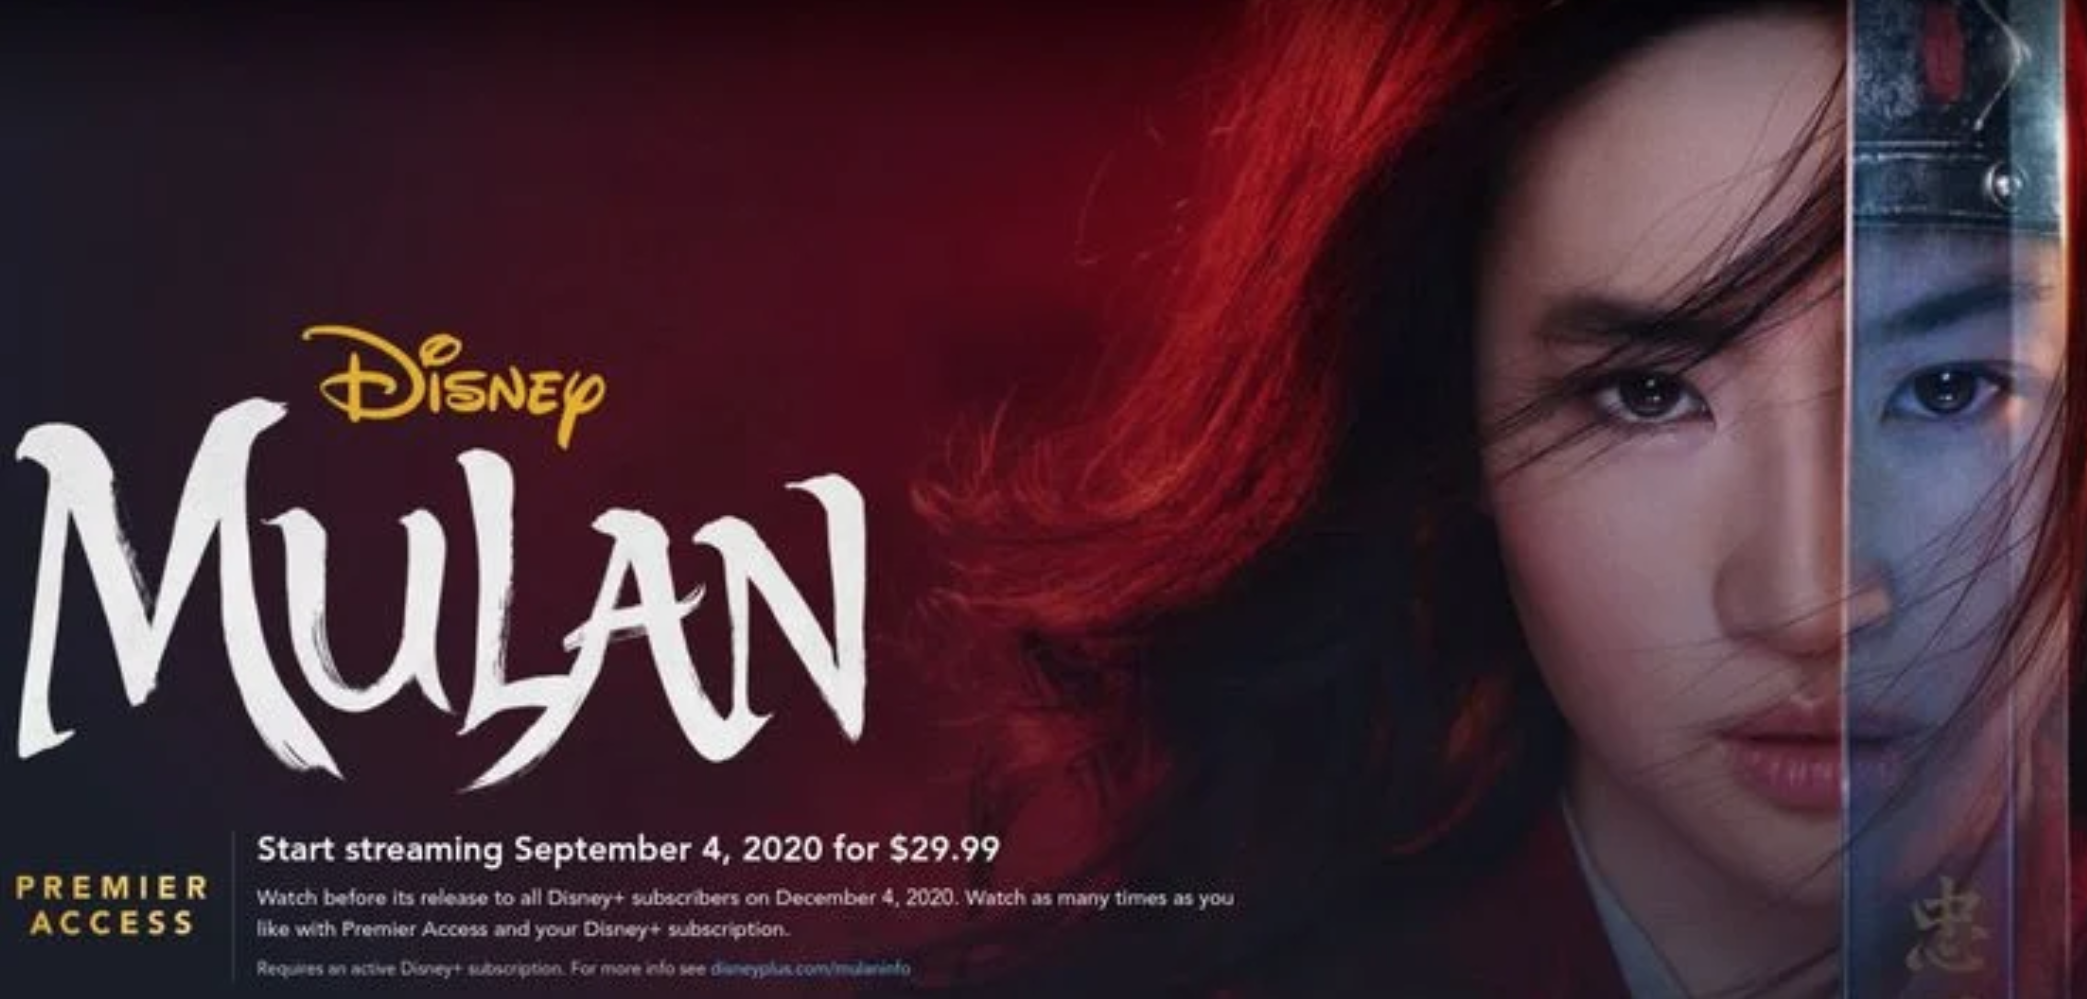 Disney
MULAN
PREMIER
ACCESS
Start streaming September 4, 2020 for $29.99
Watch before its release to all Disney+ subscribers on December 4, 2020. Watch as many times as you
like with Premier Access and your Disney+ subscription.
Requires an active Disney+ subscription. For more info see disneyplus.com/mulaninfo
忠